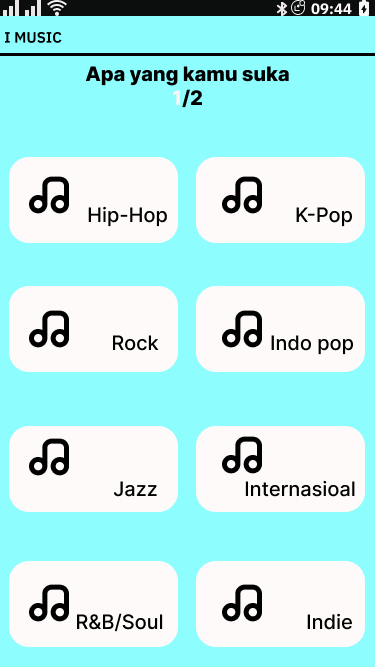 09:44
I MUSIC
Apa yang kamu suka
1/2
Hip-Hop
K-Pop
Rock
Indo pop
Jazz
Internasioal
R&B/Soul
Indie